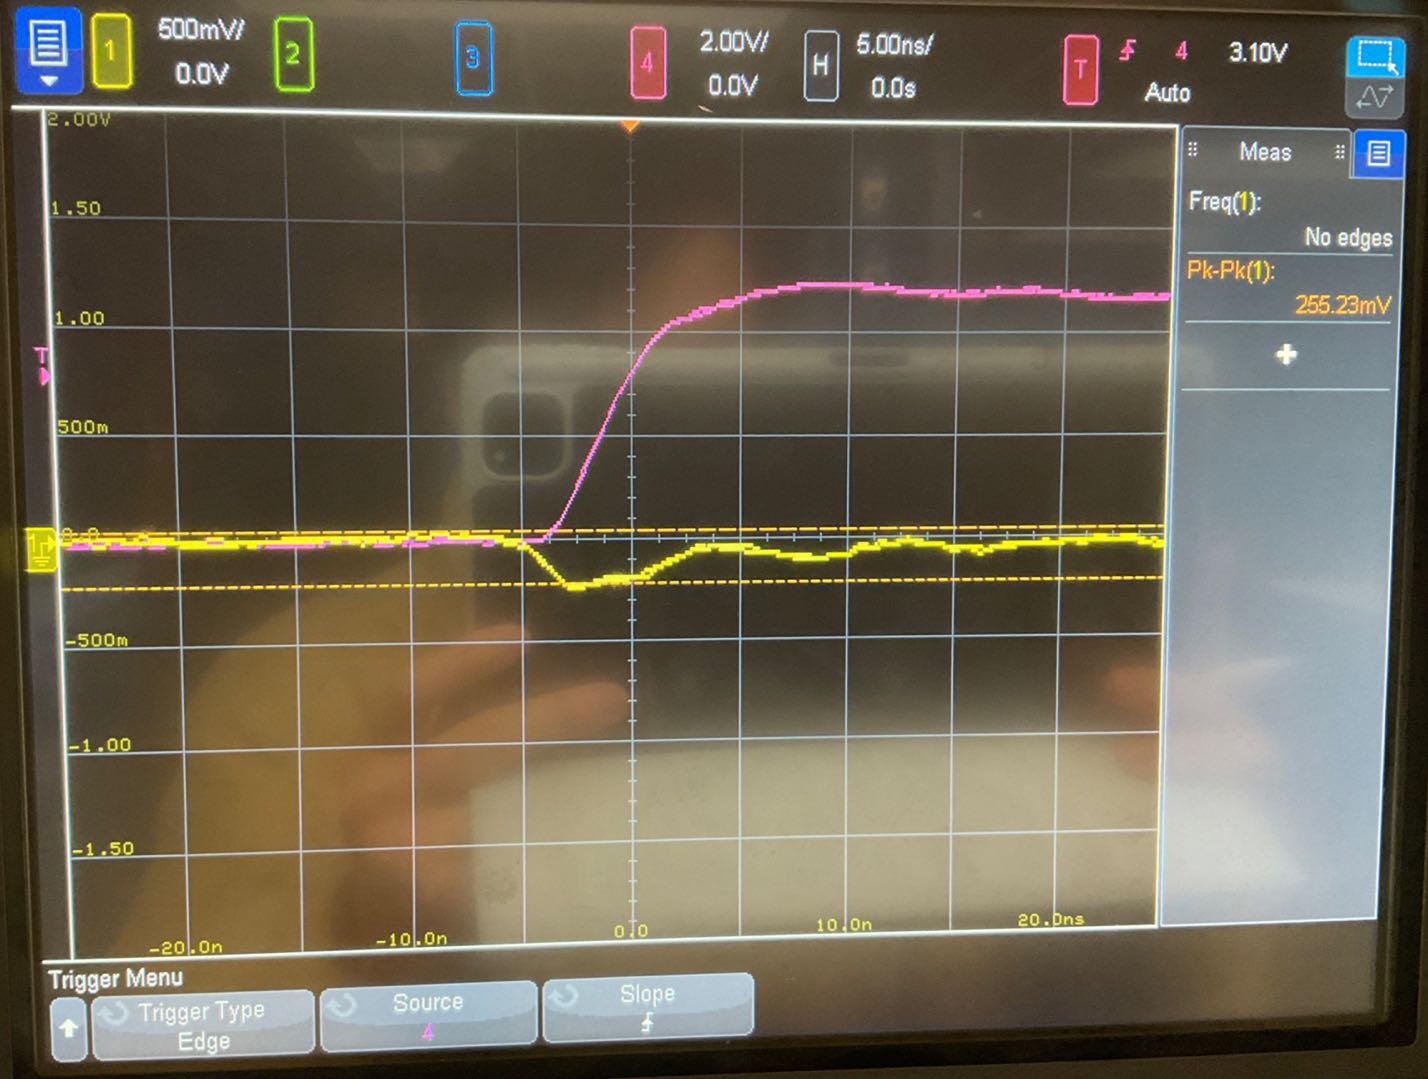 1 500mV/ 2 3 4 2.00V/ H 5.00ns/ T 4 3.10V
0.0V 0.0V 0.0s Auto
2.00V
1.50
1.00
T
500m
0.0
-500m
-1.00
-1.50
-20.0n -10.0n 0.0 10.0n 20.0ns
Meas
Freq(1):
No edges
Pk-Pk(1):
255.23mV
Trigger Menu
Trigger Type
Edge
Source
4
Slope